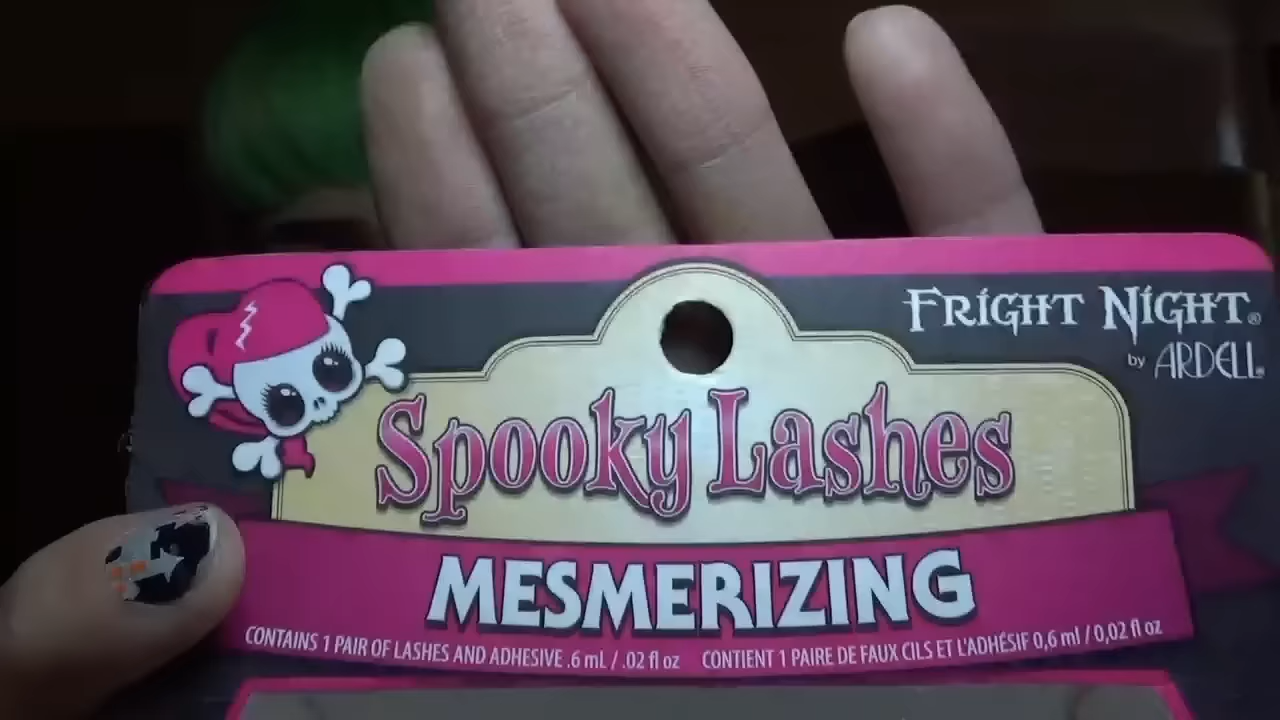 FRIGHT NIGHT®
by ARDELL®
Spooky Lashes
MESMERIZING
CONTAINS 1 PAIR OF LASHES AND ADHESIVE .6 mL / .02 fl oz
CONTIENT 1 PAIRE DE FAUX CILS ET L'ADHÉSIF 0,6 ml / 0,02 fl oz